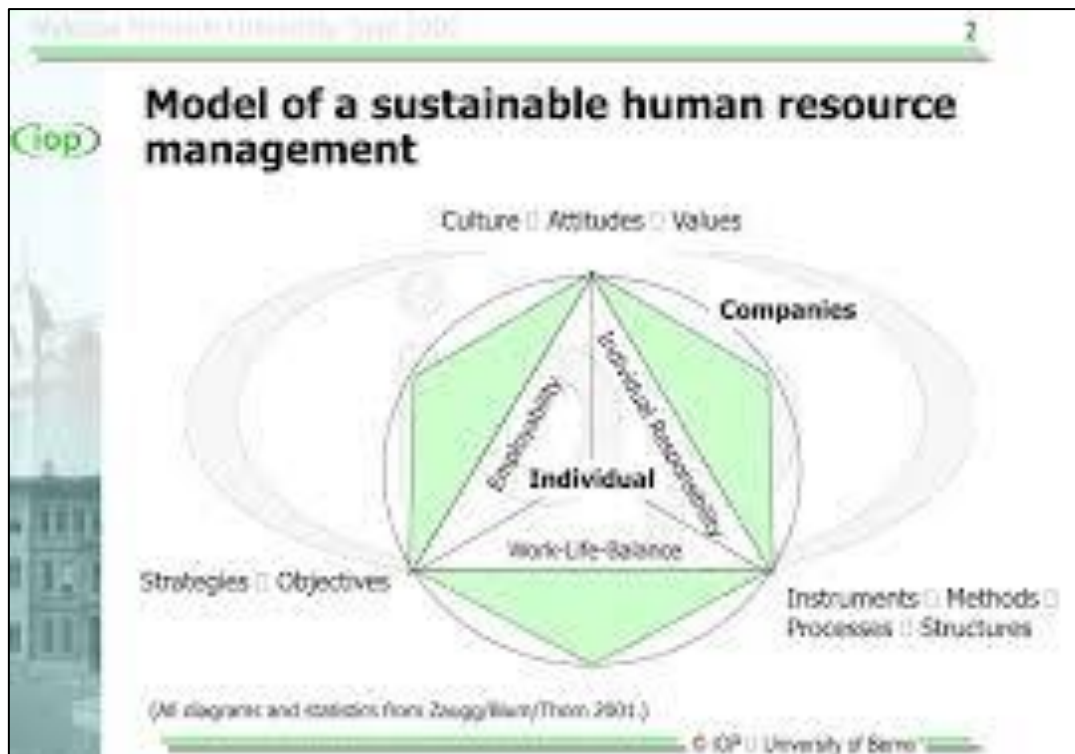 2
Model of a sustainable human resource
management
iop
Culture □ Attitudes □ Values
Companies
Employability
Individual Responsibility
Individual
Work-Life-Balance
Strategies □ Objectives
Instruments □ Methods □
Processes □ Structures
(All diagrams and statistics from Zaugg/Blum/Thom 2001.)
© IOP □ University of Berne